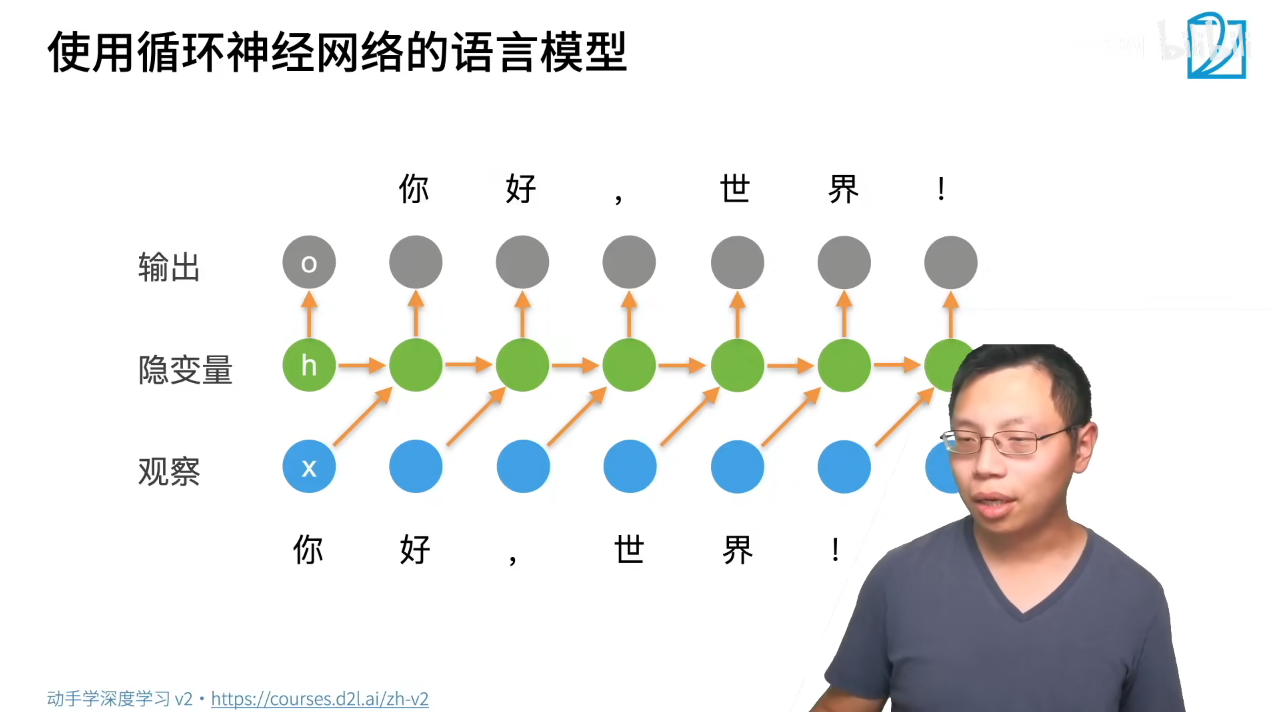 使用循环神经网络的语言模型
bilibili
你 好 ， 世 界 !
输出 o
隐变量 h
观察 x
你 好 ， 世 界 !
动手学深度学习 v2 • https://courses.d2l.ai/zh-v2